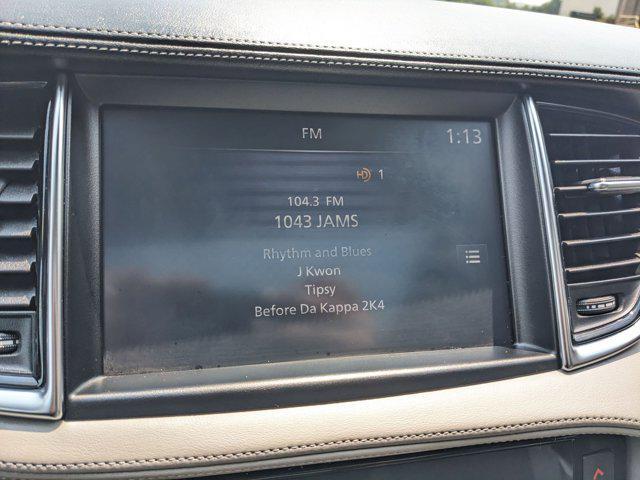 FM 1:13
HD 1
104.3 FM
1043 JAMS
Rhythm and Blues
J Kwon
Tipsy
Before Da Kappa 2K4